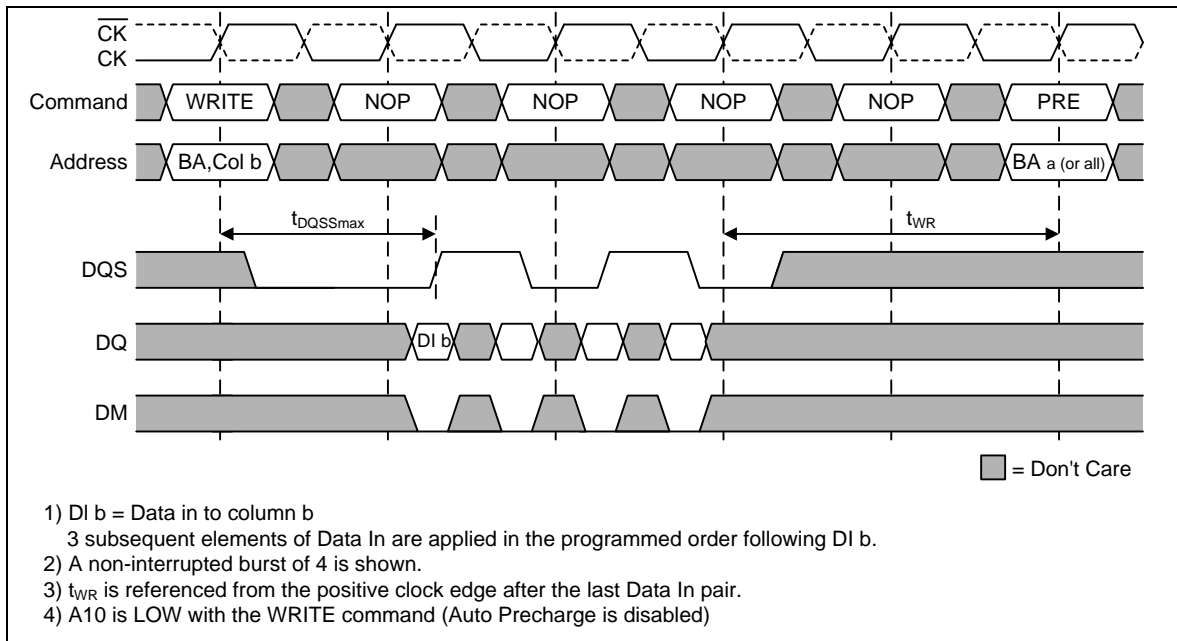 CK
CK
Command WRITE NOP NOP NOP NOP PRE
Address BA,Col b BA a (or all)
tDQSSmax tWR
DQS
DQ DI b
DM
= Don't Care
1) DI b = Data in to column b
3 subsequent elements of Data In are applied in the programmed order following DI b.
2) A non-interrupted burst of 4 is shown.
3) tWR is referenced from the positive clock edge after the last Data In pair.
4) A10 is LOW with the WRITE command (Auto Precharge is disabled)